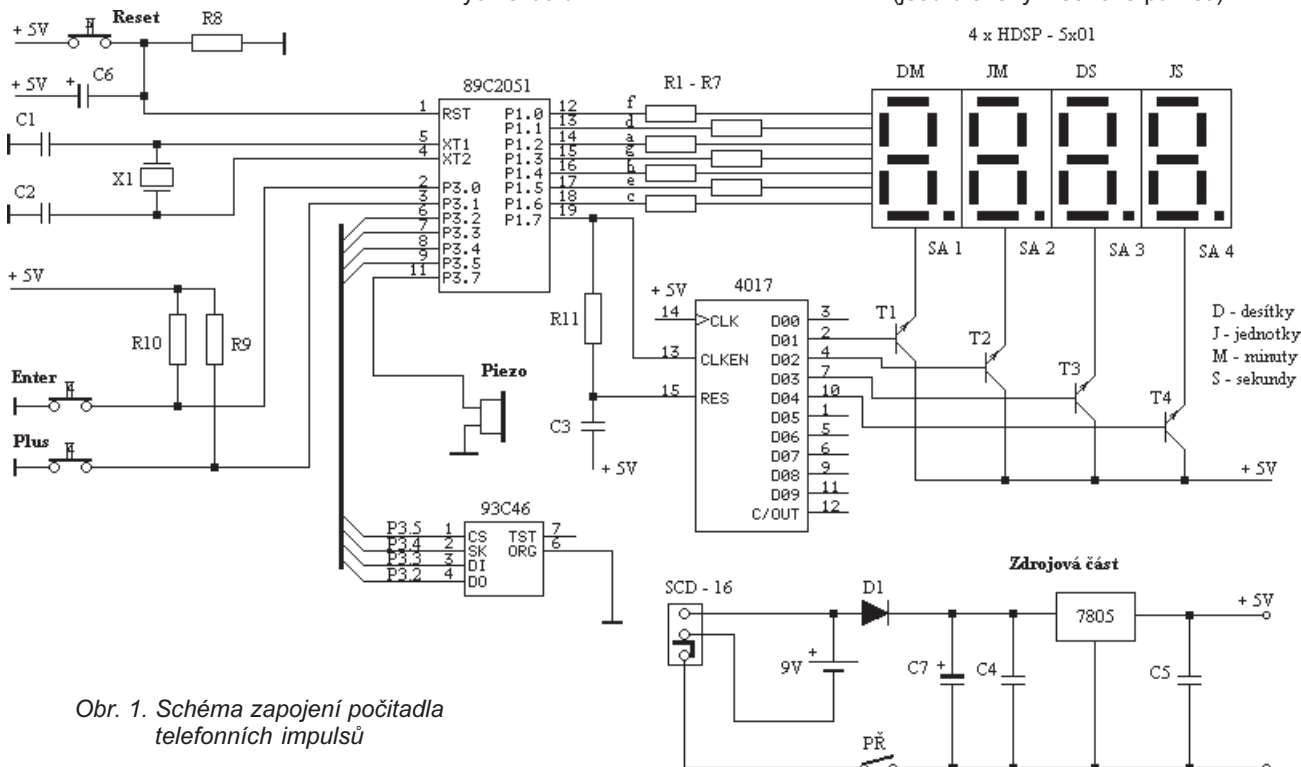 4 x HDSP - 5x01
+ 5V
Reset
R8
+ 5V
+
C6
C1
X1
C2
89C2051
1 RST
5 XT1
4 XT2
2 P3.0
3 P3.1
6 P3.2
7 P3.3
8 P3.4
9 P3.5
11 P3.7
P1.0 12
P1.1 13
P1.2 14
P1.3 15
P1.4 16
P1.5 17
P1.6 18
P1.7 19
R1 - R7
f
d
a
g
e
c
DM JM DS JS
SA 1 SA 2 SA 3 SA 4
+ 5V
R10
R9
Enter
Plus
Piezo
R11
C3
+ 5V
+ 5V
4017
14 CLK
13 CLKEN
15 RES
D00 3
D01 2
D02 4
D03 7
D04 10
D05 1
D06 5
D07 6
D08 9
D09 11
C/OUT 12
T1
T2
T3
T4
+ 5V
D - desítky
J - jednotky
M - minuty
S - sekundy
93C46
P3.5 1 CS
P3.4 2 SK
P3.3 3 DI
P3.2 4 DO
TST 7
ORG 6
Zdrojová část
SCD - 16
D1
7805
+ 5V
9V
+
C7 +
C4
C5
PŘ
Obr. 1. Schéma zapojení počitadla
telefonních impulsů